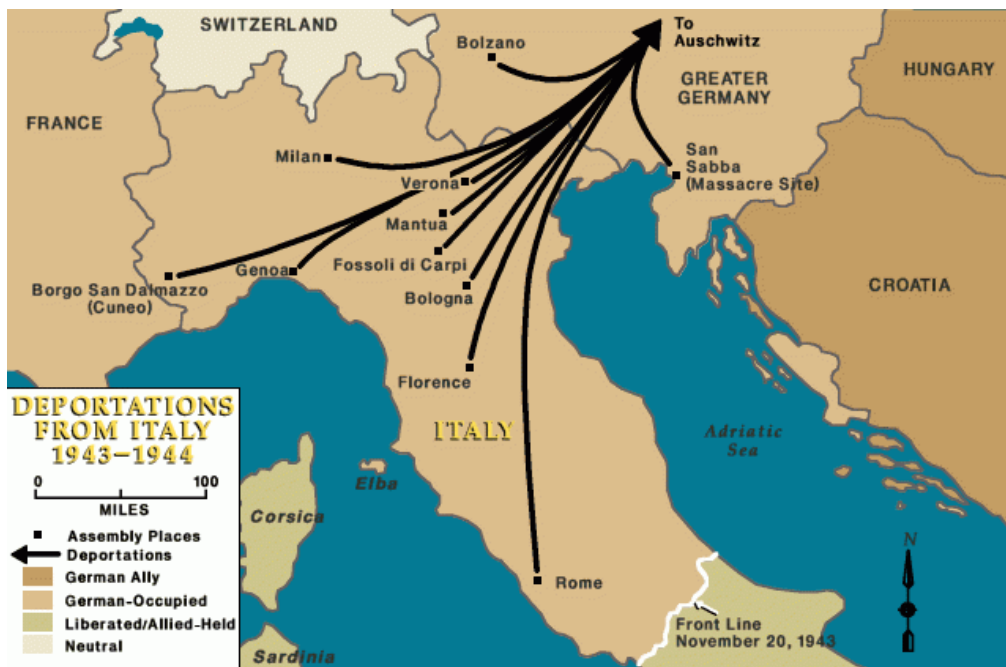 SWITZERLAND
To
Auschwitz
Bolzano
HUNGARY
GREATER
GERMANY
FRANCE
Milan
San
Sabba
(Massacre Site)
Verona
Mantua
Genoa
Fossoli di Carpi
Borgo San Dalmazzo
(Cuneo)
Bologna
CROATIA
Florence
ITALY
Adriatic
Sea
Elba
Corsica
Rome
Front Line
November 20, 1943
Sardinia
N
DEPORTATIONS
FROM ITALY
1943–1944
0 100
MILES
Assembly Places
Deportations
German Ally
German-Occupied
Liberated/Allied-Held
Neutral